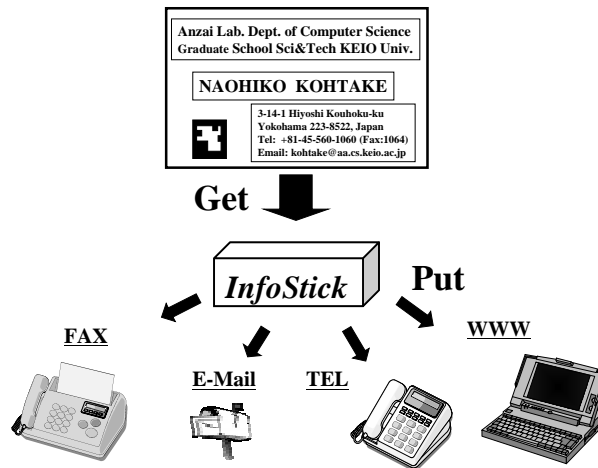 Anzai Lab. Dept. of Computer Science
Graduate School Sci&Tech KEIO Univ.
NAOHIKO KOHTAKE
3-14-1 Hiyoshi Kouhoku-ku
Yokohama 223-8522, Japan
Tel: +81-45-560-1060 (Fax:1064)
Email: kohtake@aa.cs.keio.ac.jp
Get
InfoStick
Put
FAX
E-Mail
TEL
WWW